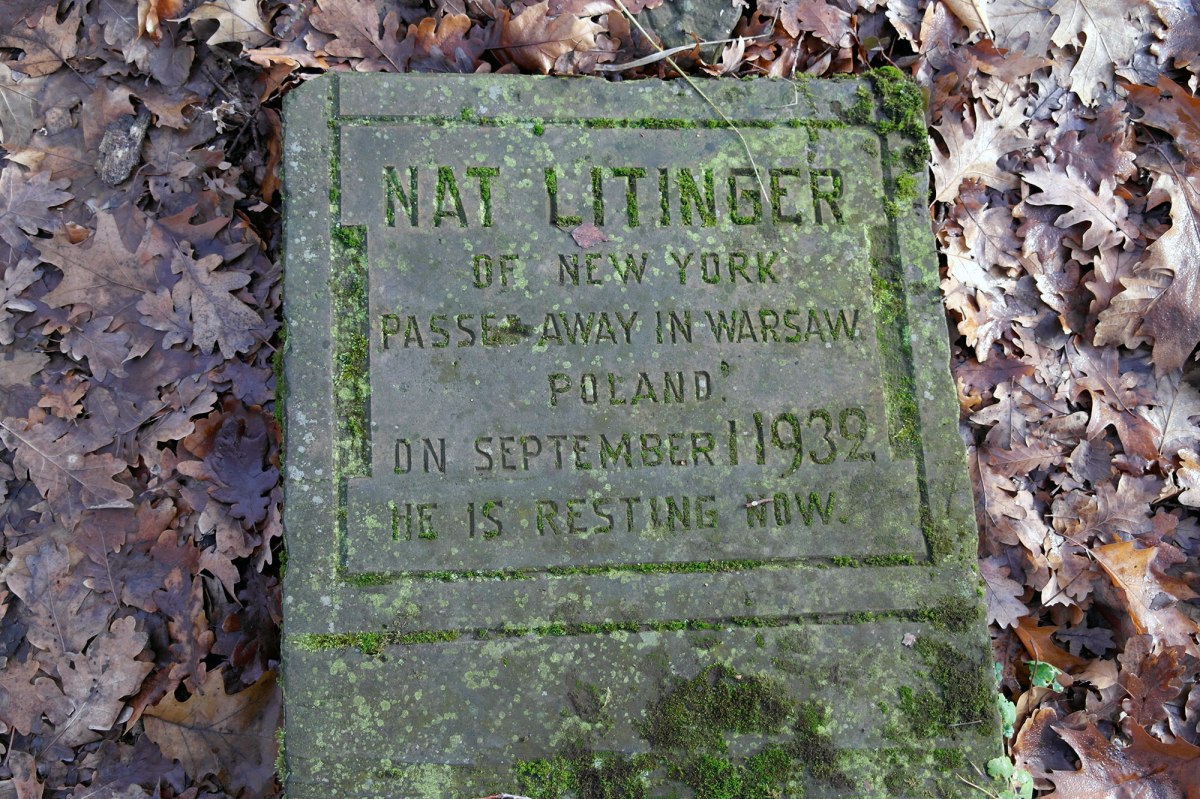 NAT LITINGER
OF NEW YORK
PASSED AWAY IN WARSAW.
POLAND.
ON SEPTEMBER 1 1932
HE IS RESTING NOW.